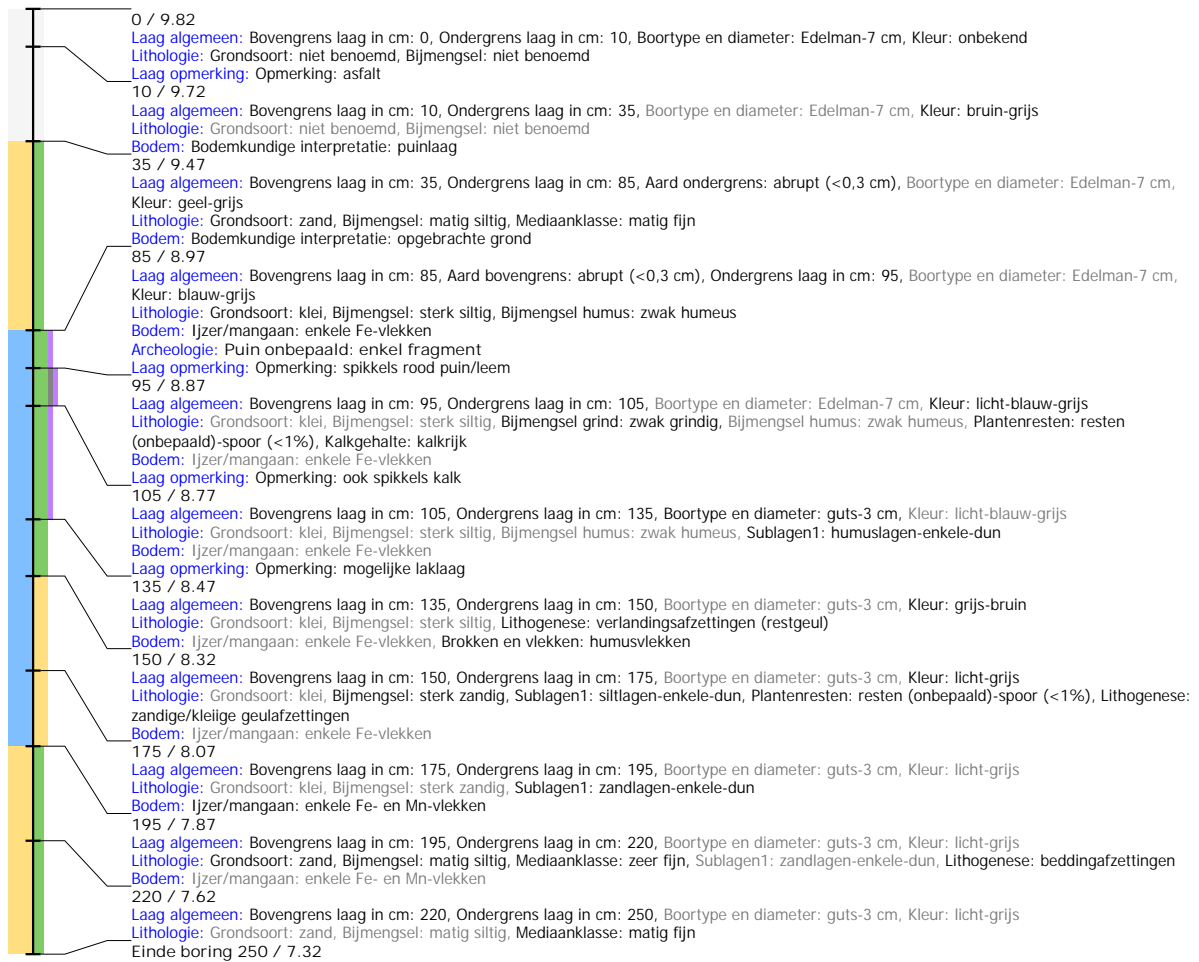 0 / 9.82
Laag algemeen: Bovengrens laag in cm: 0, Ondergrens laag in cm: 10, Boortype en diameter: Edelman-7 cm, Kleur: onbekend
Lithologie: Grondsoort: niet benoemd, Bijmengsel: niet benoemd
Laag opmerking: Opmerking: asfalt
10 / 9.72
Laag algemeen: Bovengrens laag in cm: 10, Ondergrens laag in cm: 35, Boortype en diameter: Edelman-7 cm, Kleur: bruin-grijs
Lithologie: Grondsoort: niet benoemd, Bijmengsel: niet benoemd
Bodem: Bodemkundige interpretatie: puinlaag
35 / 9.47
Laag algemeen: Bovengrens laag in cm: 35, Ondergrens laag in cm: 85, Aard ondergrens: abrupt (<0,3 cm), Boortype en diameter: Edelman-7 cm,
Kleur: geel-grijs
Lithologie: Grondsoort: zand, Bijmengsel: matig siltig, Mediaanklasse: matig fijn
Bodem: Bodemkundige interpretatie: opgebrachte grond
85 / 8.97
Laag algemeen: Bovengrens laag in cm: 85, Aard bovengrens: abrupt (<0,3 cm), Ondergrens laag in cm: 95, Boortype en diameter: Edelman-7 cm,
Kleur: blauw-grijs
Lithologie: Grondsoort: klei, Bijmengsel: sterk siltig, Bijmengsel humus: zwak humeus
Bodem: Ijzer/mangaan: enkele Fe-vlekken
Archeologie: Puin onbepaald: enkel fragment
Laag opmerking: Opmerking: spikkels rood puin/leem
95 / 8.87
Laag algemeen: Bovengrens laag in cm: 95, Ondergrens laag in cm: 105, Boortype en diameter: Edelman-7 cm, Kleur: licht-blauw-grijs
Lithologie: Grondsoort: klei, Bijmengsel: sterk siltig, Bijmengsel grind: zwak grindig, Bijmengsel humus: zwak humeus, Plantenresten: resten
(onbepaald)-spoor (<1%), Kalkgehalte: kalkrijk
Bodem: Ijzer/mangaan: enkele Fe-vlekken
Laag opmerking: Opmerking: ook spikkels kalk
105 / 8.77
Laag algemeen: Bovengrens laag in cm: 105, Ondergrens laag in cm: 135, Boortype en diameter: guts-3 cm, Kleur: licht-blauw-grijs
Lithologie: Grondsoort: klei, Bijmengsel: sterk siltig, Bijmengsel humus: zwak humeus, Sublagen1: humuslagen-enkele-dun
Bodem: Ijzer/mangaan: enkele Fe-vlekken
Laag opmerking: Opmerking: mogelijke laklaag
135 / 8.47
Laag algemeen: Bovengrens laag in cm: 135, Ondergrens laag in cm: 150, Boortype en diameter: guts-3 cm, Kleur: grijs-bruin
Lithologie: Grondsoort: klei, Bijmengsel: sterk siltig, Lithogenese: verlandingsafzettingen (restgeul)
Bodem: Ijzer/mangaan: enkele Fe-vlekken, Brokken en vlekken: humusvlekken
150 / 8.32
Laag algemeen: Bovengrens laag in cm: 150, Ondergrens laag in cm: 175, Boortype en diameter: guts-3 cm, Kleur: licht-grijs
Lithologie: Grondsoort: klei, Bijmengsel: sterk zandig, Sublagen1: siltlagen-enkele-dun, Plantenresten: resten (onbepaald)-spoor (<1%), Lithogenese:
zandige/kleiige geulafzettingen
Bodem: Ijzer/mangaan: enkele Fe-vlekken
175 / 8.07
Laag algemeen: Bovengrens laag in cm: 175, Ondergrens laag in cm: 195, Boortype en diameter: guts-3 cm, Kleur: licht-grijs
Lithologie: Grondsoort: klei, Bijmengsel: sterk zandig, Sublagen1: zandlagen-enkele-dun
Bodem: Ijzer/mangaan: enkele Fe- en Mn-vlekken
195 / 7.87
Laag algemeen: Bovengrens laag in cm: 195, Ondergrens laag in cm: 220, Boortype en diameter: guts-3 cm, Kleur: licht-grijs
Lithologie: Grondsoort: zand, Bijmengsel: matig siltig, Mediaanklasse: zeer fijn, Sublagen1: zandlagen-enkele-dun, Lithogenese: beddingafzettingen
Bodem: Ijzer/mangaan: enkele Fe- en Mn-vlekken
220 / 7.62
Laag algemeen: Bovengrens laag in cm: 220, Ondergrens laag in cm: 250, Boortype en diameter: guts-3 cm, Kleur: licht-grijs
Lithologie: Grondsoort: zand, Bijmengsel: matig siltig, Mediaanklasse: matig fijn
Einde boring 250 / 7.32